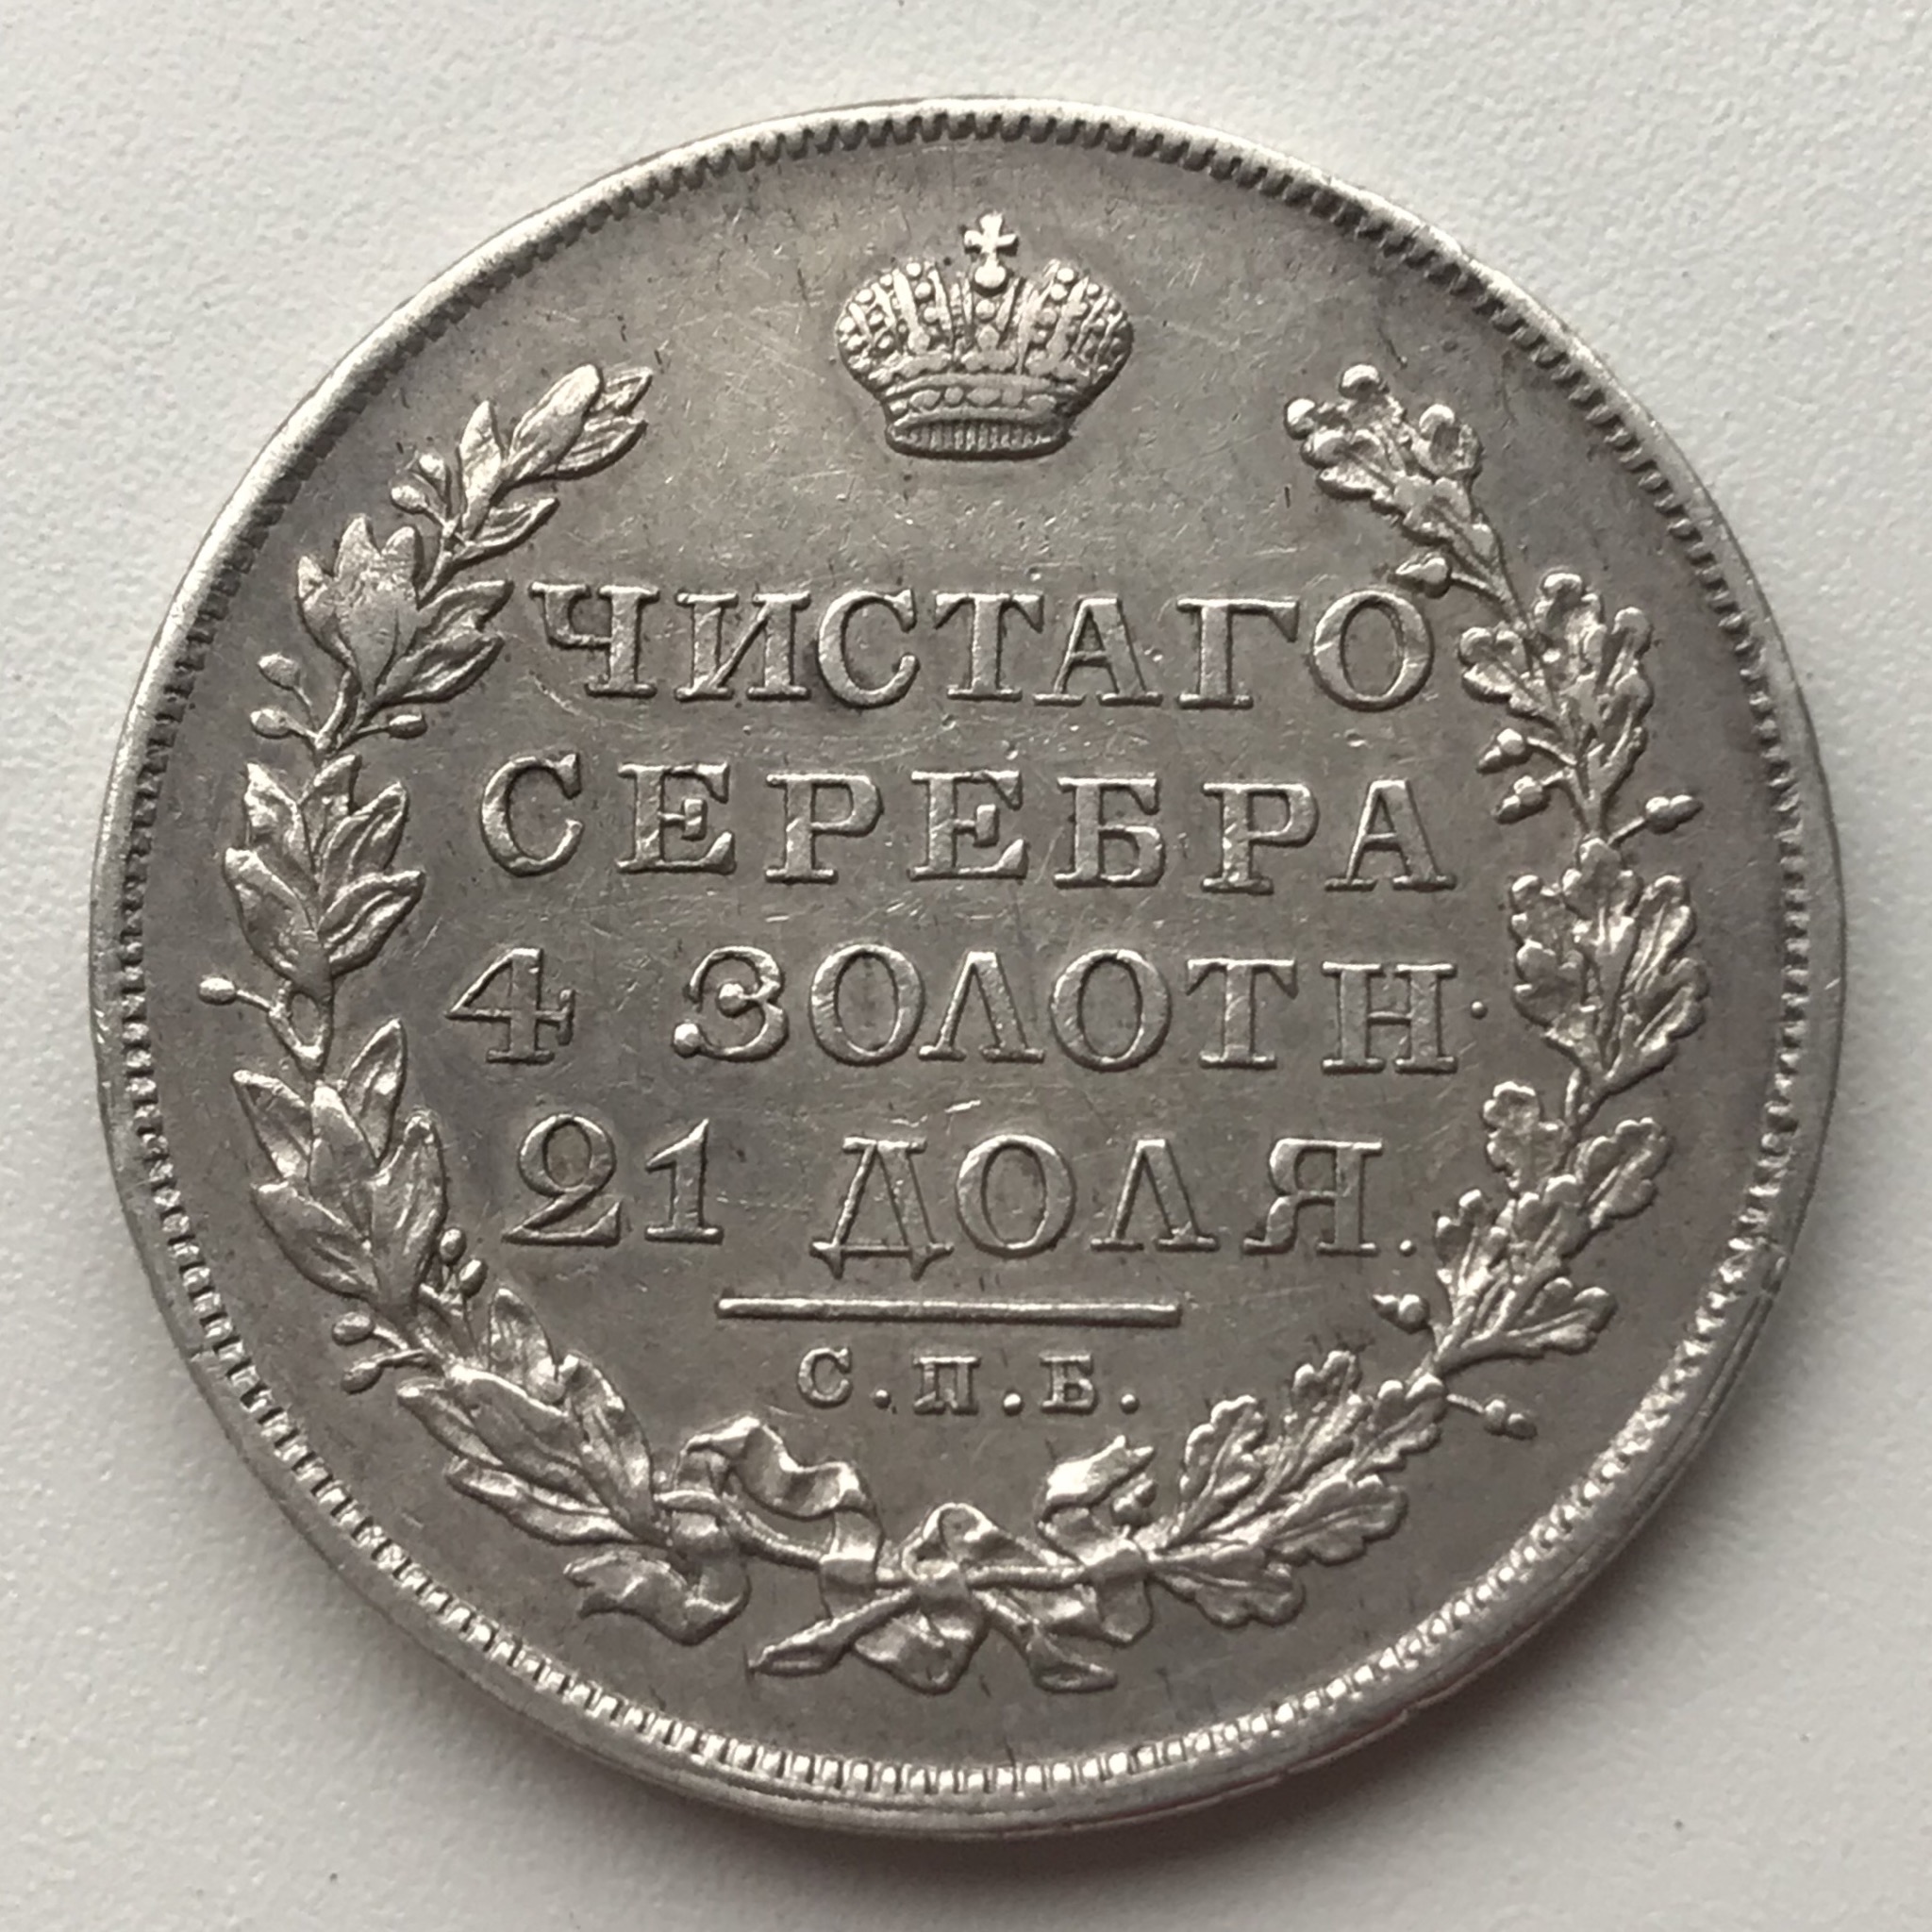 ЧИСТАГО
СЕРЕБРА
4 ЗОЛОТН.
21 ДОЛЯ.
С.П.Б.